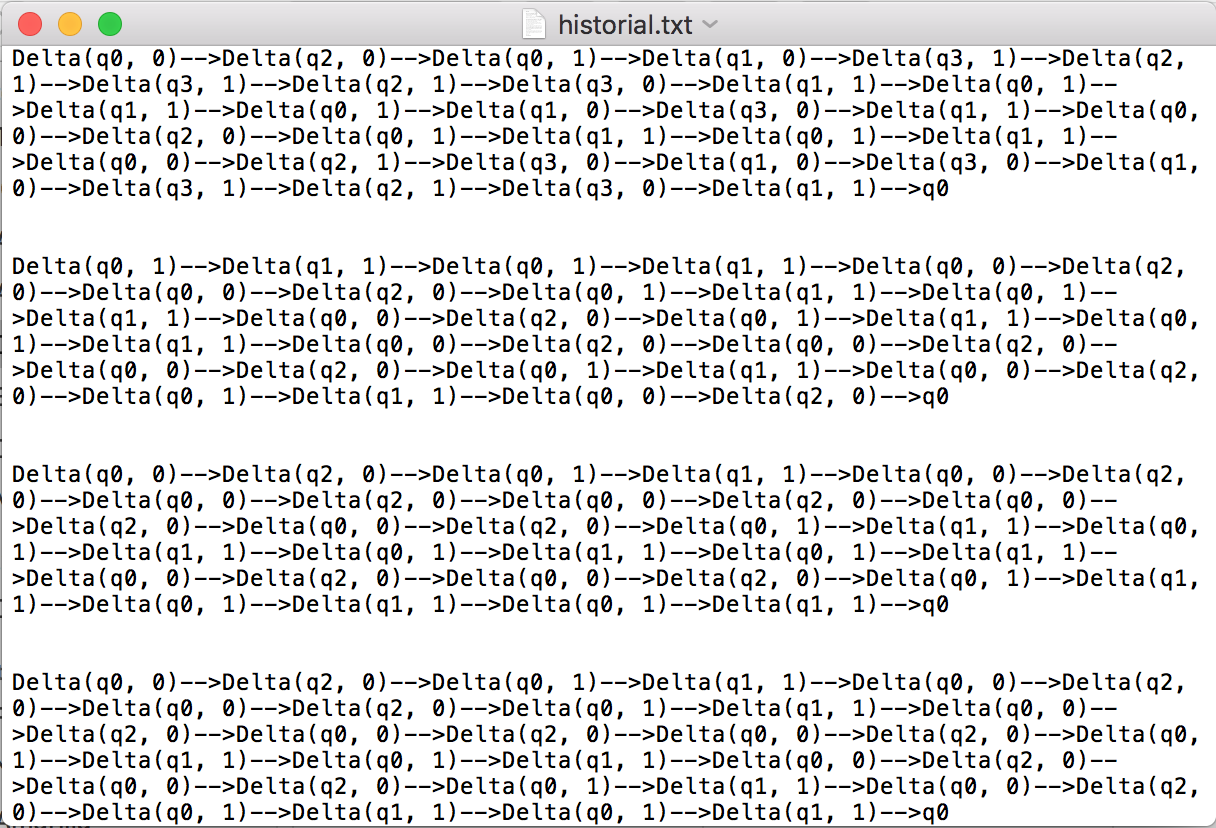 historial.txt
Delta(q0, 0)-->Delta(q2, 0)-->Delta(q0, 1)-->Delta(q1, 0)-->Delta(q3, 1)-->Delta(q2,
1)-->Delta(q3, 1)-->Delta(q2, 1)-->Delta(q3, 0)-->Delta(q1, 1)-->Delta(q0, 1)--
>Delta(q1, 1)-->Delta(q0, 1)-->Delta(q1, 0)-->Delta(q3, 0)-->Delta(q1, 1)-->Delta(q0,
0)-->Delta(q2, 0)-->Delta(q0, 1)-->Delta(q1, 1)-->Delta(q0, 1)-->Delta(q1, 1)--
>Delta(q0, 0)-->Delta(q2, 1)-->Delta(q3, 0)-->Delta(q1, 0)-->Delta(q3, 0)-->Delta(q1,
0)-->Delta(q3, 1)-->Delta(q2, 1)-->Delta(q3, 0)-->Delta(q1, 1)-->q0
Delta(q0, 1)-->Delta(q1, 1)-->Delta(q0, 1)-->Delta(q1, 1)-->Delta(q0, 0)-->Delta(q2,
0)-->Delta(q0, 0)-->Delta(q2, 0)-->Delta(q0, 1)-->Delta(q1, 1)-->Delta(q0, 1)--
>Delta(q1, 1)-->Delta(q0, 0)-->Delta(q2, 0)-->Delta(q0, 1)-->Delta(q1, 1)-->Delta(q0,
1)-->Delta(q1, 1)-->Delta(q0, 0)-->Delta(q2, 0)-->Delta(q0, 0)-->Delta(q2, 0)--
>Delta(q0, 0)-->Delta(q2, 0)-->Delta(q0, 1)-->Delta(q1, 1)-->Delta(q0, 0)-->Delta(q2,
0)-->Delta(q0, 1)-->Delta(q1, 1)-->Delta(q0, 0)-->Delta(q2, 0)-->q0
Delta(q0, 0)-->Delta(q2, 0)-->Delta(q0, 1)-->Delta(q1, 1)-->Delta(q0, 0)-->Delta(q2,
0)-->Delta(q0, 0)-->Delta(q2, 0)-->Delta(q0, 0)-->Delta(q2, 0)-->Delta(q0, 0)--
>Delta(q2, 0)-->Delta(q0, 0)-->Delta(q2, 0)-->Delta(q0, 1)-->Delta(q1, 1)-->Delta(q0,
1)-->Delta(q1, 1)-->Delta(q0, 1)-->Delta(q1, 1)-->Delta(q0, 1)-->Delta(q1, 1)--
>Delta(q0, 0)-->Delta(q2, 0)-->Delta(q0, 0)-->Delta(q2, 0)-->Delta(q0, 1)-->Delta(q1,
1)-->Delta(q0, 1)-->Delta(q1, 1)-->Delta(q0, 1)-->Delta(q1, 1)-->q0
Delta(q0, 0)-->Delta(q2, 0)-->Delta(q0, 1)-->Delta(q1, 1)-->Delta(q0, 0)-->Delta(q2,
0)-->Delta(q0, 0)-->Delta(q2, 0)-->Delta(q0, 1)-->Delta(q1, 1)-->Delta(q0, 0)--
>Delta(q2, 0)-->Delta(q0, 0)-->Delta(q2, 0)-->Delta(q0, 0)-->Delta(q2, 0)-->Delta(q0,
1)-->Delta(q1, 1)-->Delta(q0, 1)-->Delta(q1, 1)-->Delta(q0, 0)-->Delta(q2, 0)--
>Delta(q0, 0)-->Delta(q2, 0)-->Delta(q0, 1)-->Delta(q1, 1)-->Delta(q0, 0)-->Delta(q2,
0)-->Delta(q0, 1)-->Delta(q1, 1)-->Delta(q0, 1)-->Delta(q1, 1)-->q0